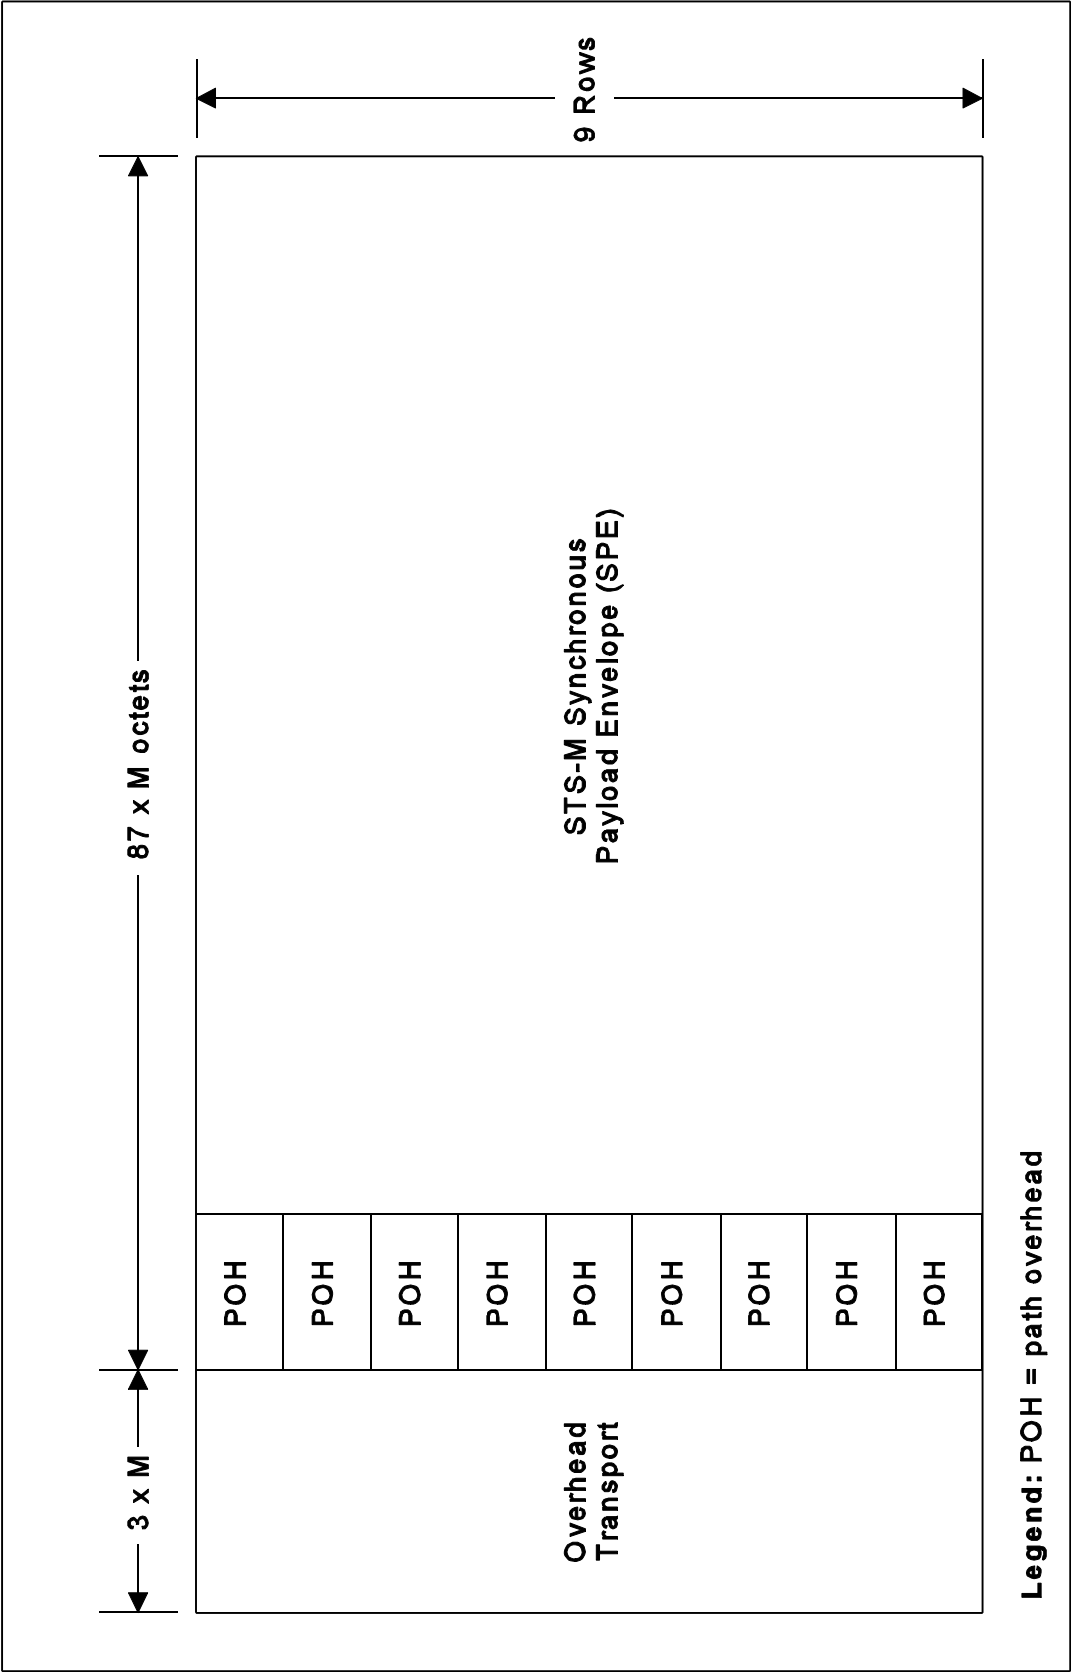 3 x M
87 x M octets
Overhead
Transport
POH
POH
POH
POH
POH
POH
POH
POH
POH
STS-M Synchronous
Payload Envelope (SPE)
9 Rows
Legend: POH = path overhead